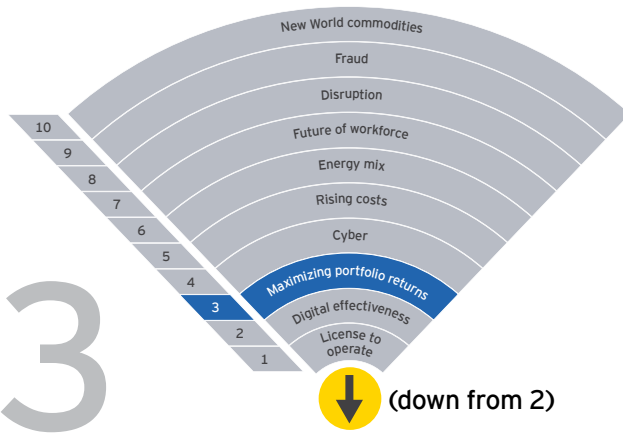 New World commodities
Fraud
Disruption
Future of workforce
Energy mix
Rising costs
Cyber
Maximizing portfolio returns
Digital effectiveness
License to
operate
10
9
8
7
6
5
4
3
2
1
3
(down from 2)